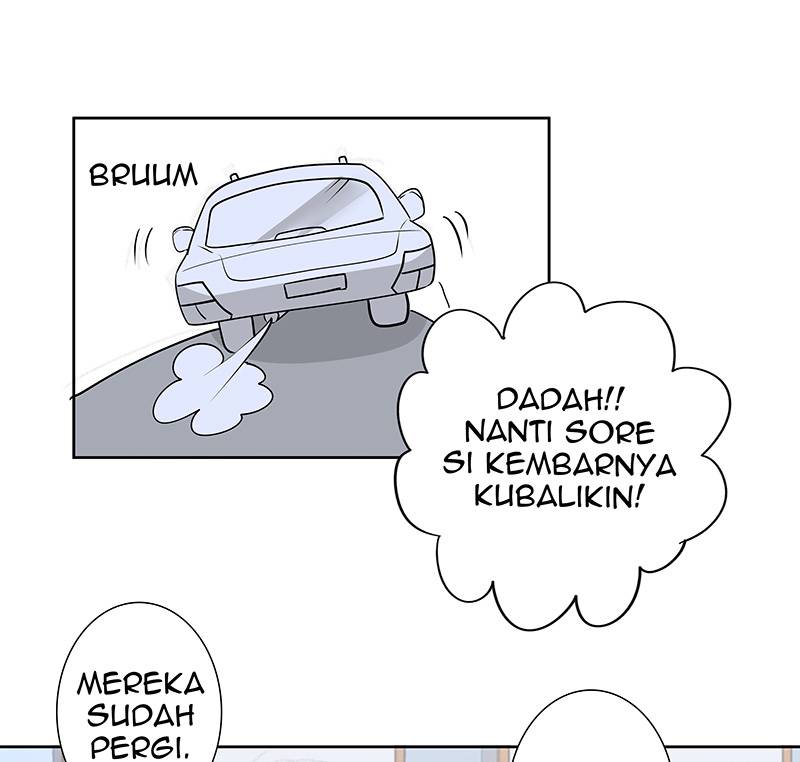 BRUUM
DADAH!!
NANTI SORE
SI KEMBARNYA
KUBALIKIN!
MEREKA
SUDAH
PERGI.